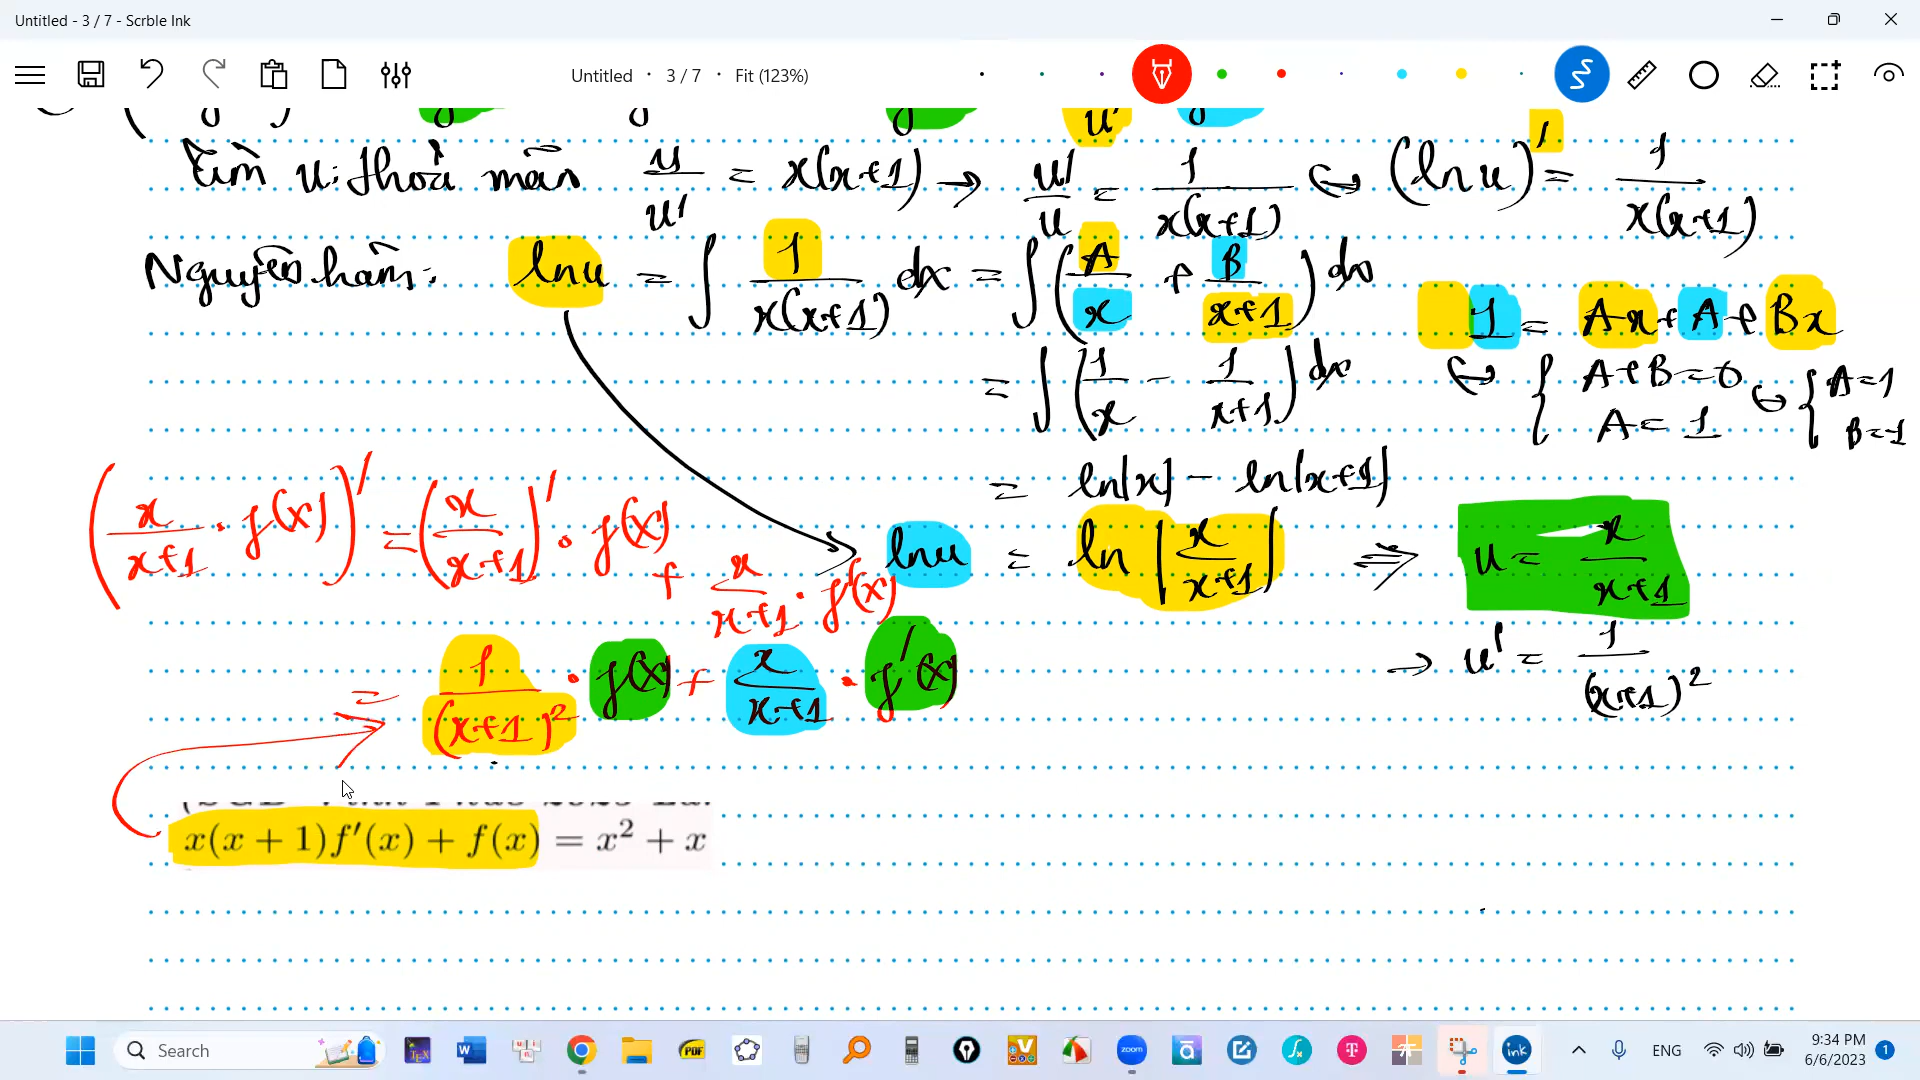 Untitled - 3 / 7 - Scrble Ink
Untitled · 3 / 7 · Fit (123%)
Tìm u: thoả mãn u/u' = x(x+1) → u'/u = 1/(x(x+1)) ↔ (ln u)' = 1/(x(x+1))
Nguyên hàm: ln u = ∫ 1/(x(x+1)) dx = ∫ (A/x + B/(x+1)) dx
1 = Ax + A + Bx
= ∫ (1/x - 1/(x+1)) dx
↔ { A+B=0 ↔ { A=1
A = 1 B=-1
= ln|x| - ln|x+1|
(x/(x+1) · f(x))' = (x/(x+1))' · f(x)
+ x/(x+1) · f'(x)
ln u = ln |x/(x+1)| ⇒ u = x/(x+1)
= 1/(x+1)² · f(x) + x/(x+1) · f'(x)
→ u' = 1/(x+1)²
x(x + 1)f′(x) + f(x) = x² + x
Search
ENG
9:34 PM
6/6/2023
1